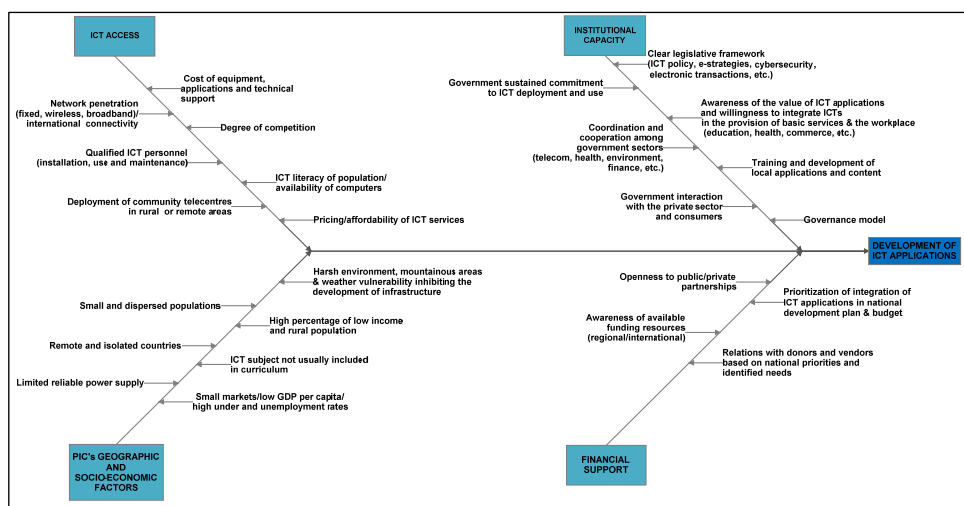 ICT ACCESS
Cost of equipment,
applications and technical
support
Network penetration
(fixed, wireless, broadband)/
international connectivity
Degree of competition
Qualified ICT personnel
(installation, use and maintenance)
ICT literacy of population/
availability of computers
Deployment of community telecentres
in rural or remote areas
Pricing/affordability of ICT services
INSTITUTIONAL
CAPACITY
Clear legislative framework
(ICT policy, e-strategies, cybersecurity,
electronic transactions, etc.)
Government sustained commitment
to ICT deployment and use
Awareness of the value of ICT applications
and willingness to integrate ICTs
in the provision of basic services & the workplace
(education, health, commerce, etc.)
Coordination and
cooperation among
government sectors
(telecom, health, environment,
finance, etc.)
Training and development of
local applications and content
Government interaction
with the private sector
and consumers
Governance model
DEVELOPMENT OF
ICT APPLICATIONS
Harsh environment, mountainous areas
& weather vulnerability inhibiting the
development of infrastructure
Small and dispersed populations
High percentage of low income
and rural population
Remote and isolated countries
ICT subject not usually included
in curriculum
Limited reliable power supply
Small markets/low GDP per capita/
high under and unemployment rates
PIC's GEOGRAPHIC
AND
SOCIO-ECONOMIC
FACTORS
Openness to public/private
partnerships
Prioritization of integration of
ICT applications in national
development plan & budget
Awareness of available
funding resources
(regional/international)
Relations with donors and vendors
based on national priorities and
identified needs
FINANCIAL
SUPPORT